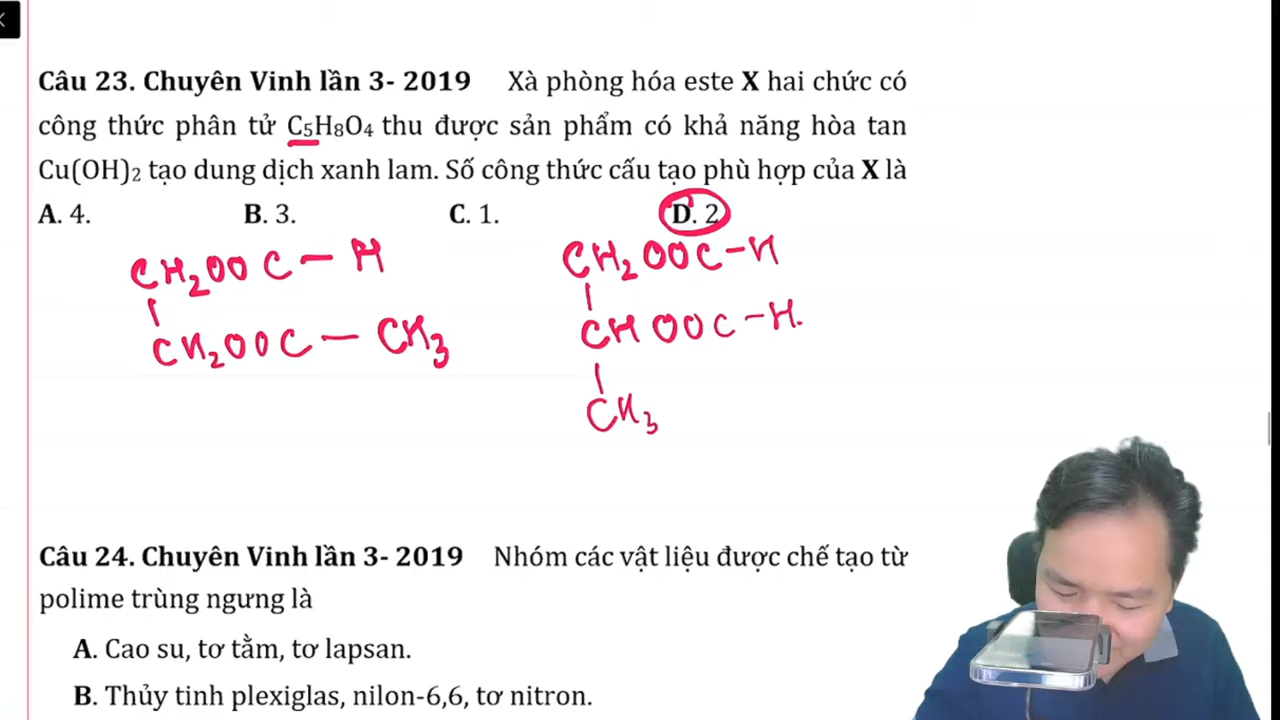 Câu 23. Chuyên Vinh lần 3- 2019 Xà phòng hóa este X hai chức có
công thức phân tử C₅H₈O₄ thu được sản phẩm có khả năng hòa tan
Cu(OH)₂ tạo dung dịch xanh lam. Số công thức cấu tạo phù hợp của X là
A. 4. B. 3. C. 1. D. 2
CH₂OOC – H
CH₂OOC – CH₃
CH₂OOC – H
CHOOC – H.
CH₃
Câu 24. Chuyên Vinh lần 3- 2019 Nhóm các vật liệu được chế tạo từ
polime trùng ngưng là
A. Cao su, tơ tằm, tơ lapsan.
B. Thủy tinh plexiglas, nilon-6,6, tơ nitron.